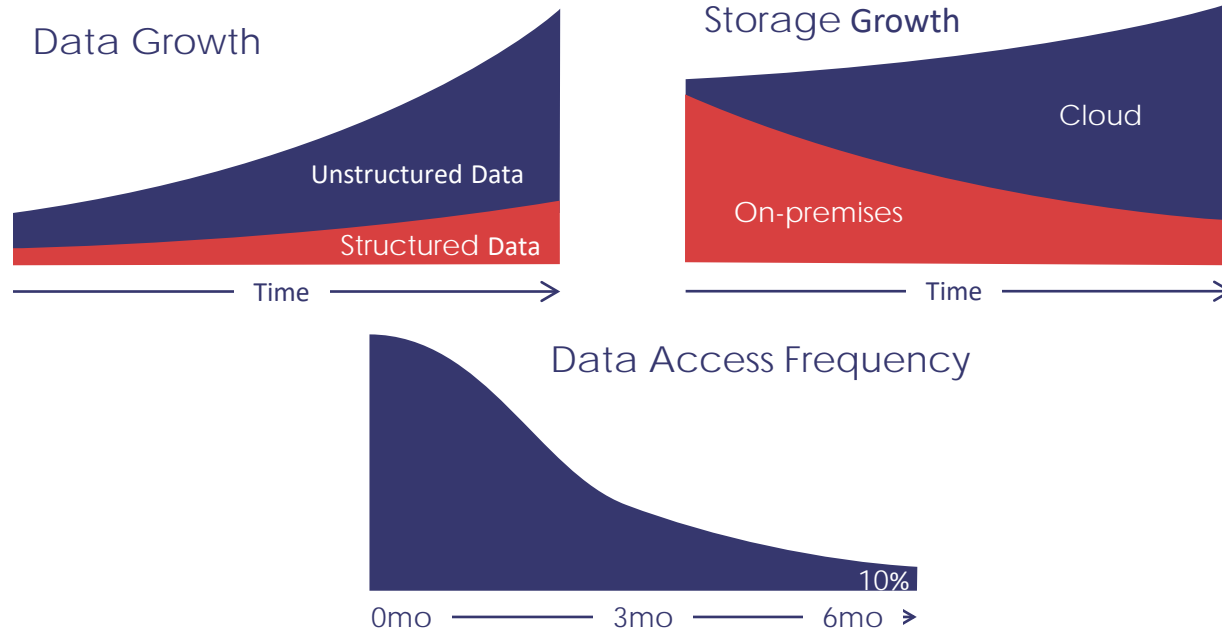 Data Growth
Unstructured Data
Structured Data
Time
Storage Growth
Cloud
On-premises
Time
Data Access Frequency
10%
0mo 3mo 6mo